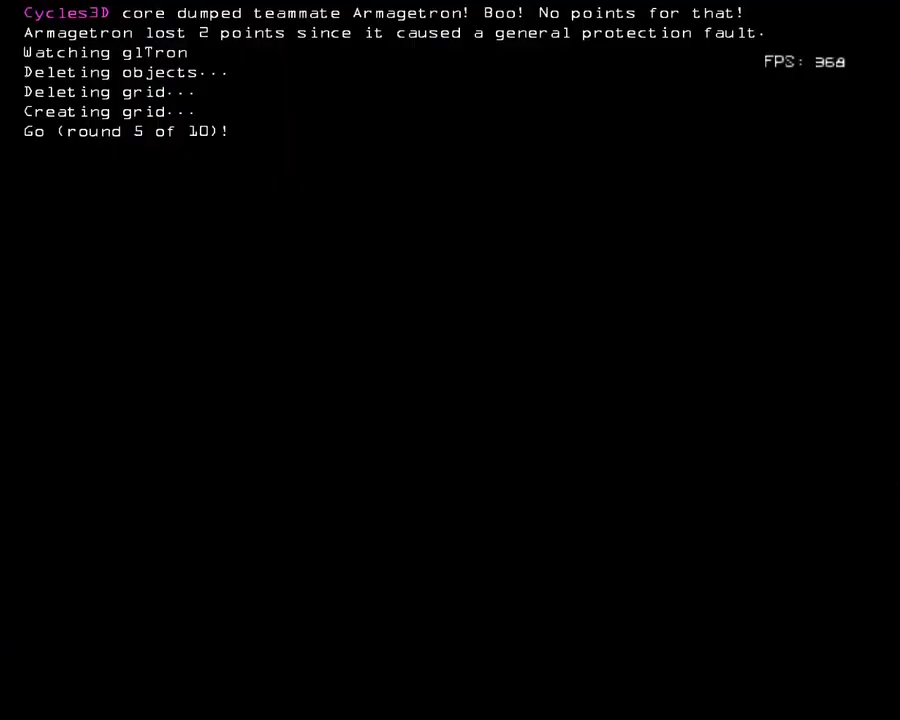 Cycles3D core dumped teammate Armagetron! Boo! No points for that!
Armagetron lost 2 points since it caused a general protection fault.
Watching glTron
FPS: 368
Deleting objects...
Deleting grid...
Creating grid...
Go (round 5 of 10)!